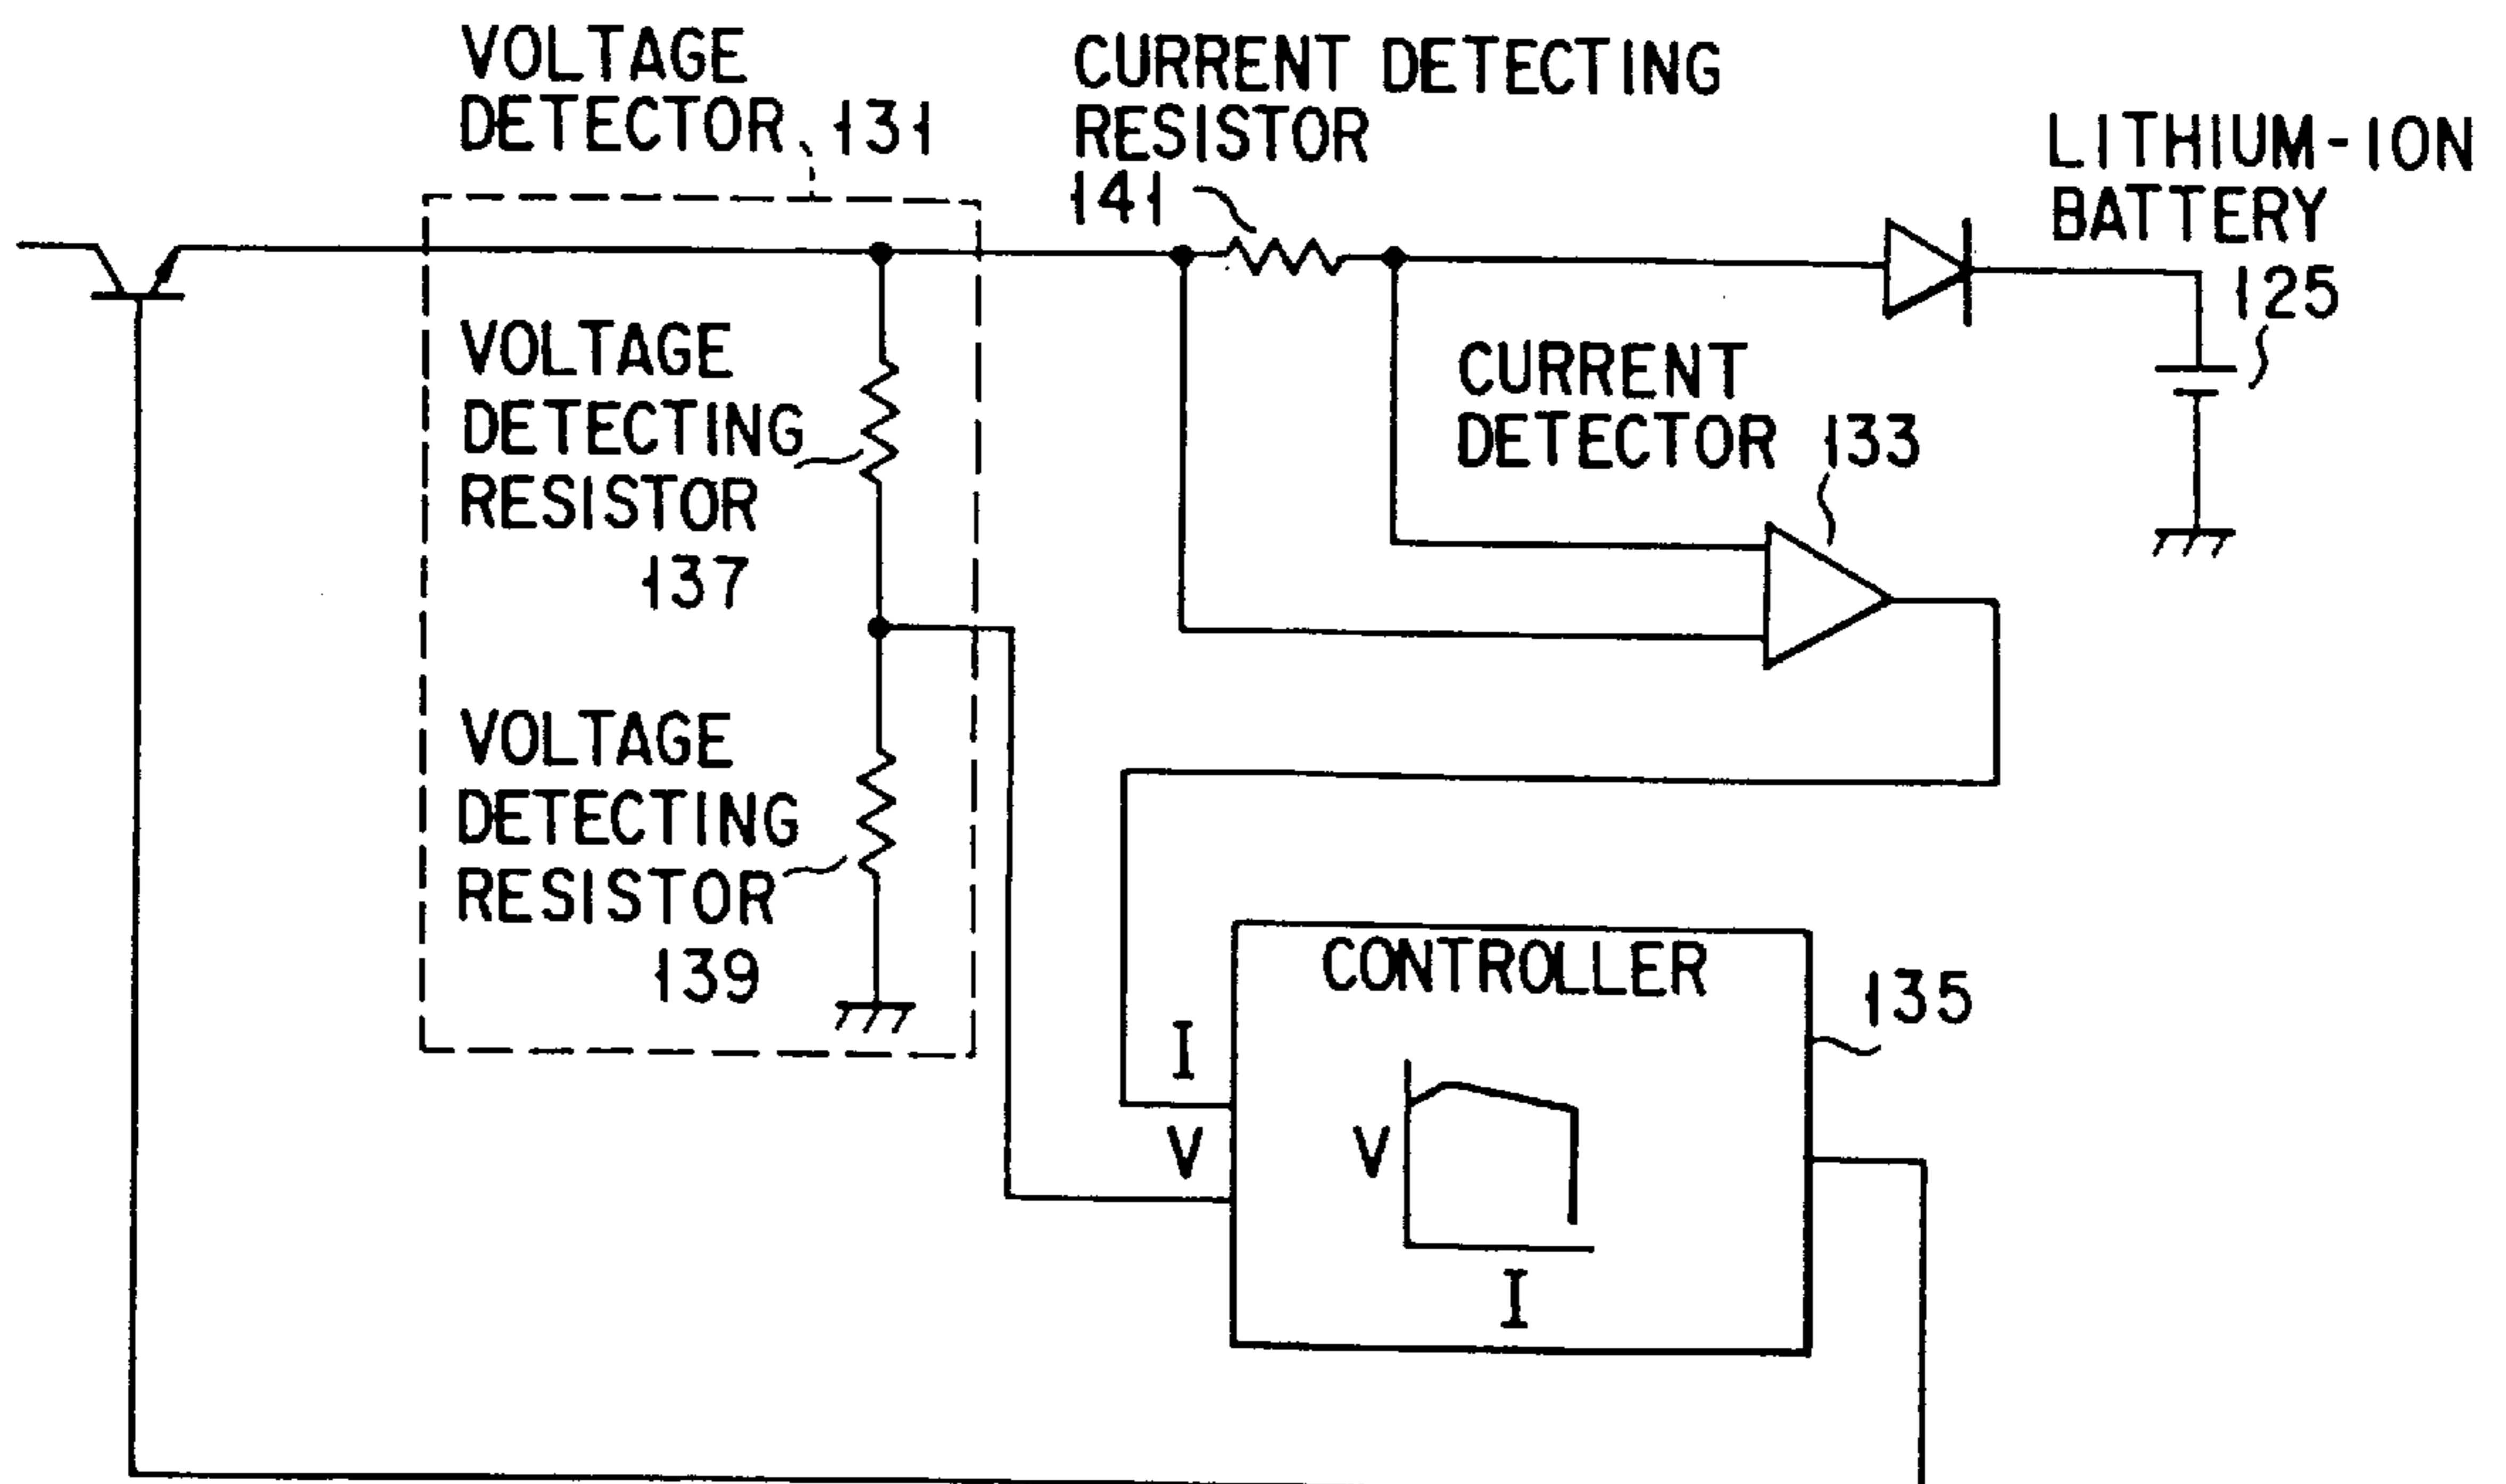 VOLTAGE
DETECTOR 131
CURRENT DETECTING
RESISTOR
141
LITHIUM-ION
BATTERY
125
VOLTAGE
DETECTING
RESISTOR
137
CURRENT
DETECTOR 133
VOLTAGE
DETECTING
RESISTOR
139
CONTROLLER
135
I
V
V
I